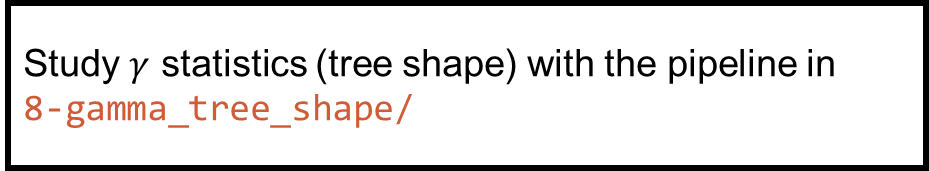 Study γ statistics (tree shape) with the pipeline in
8-gamma_tree_shape/